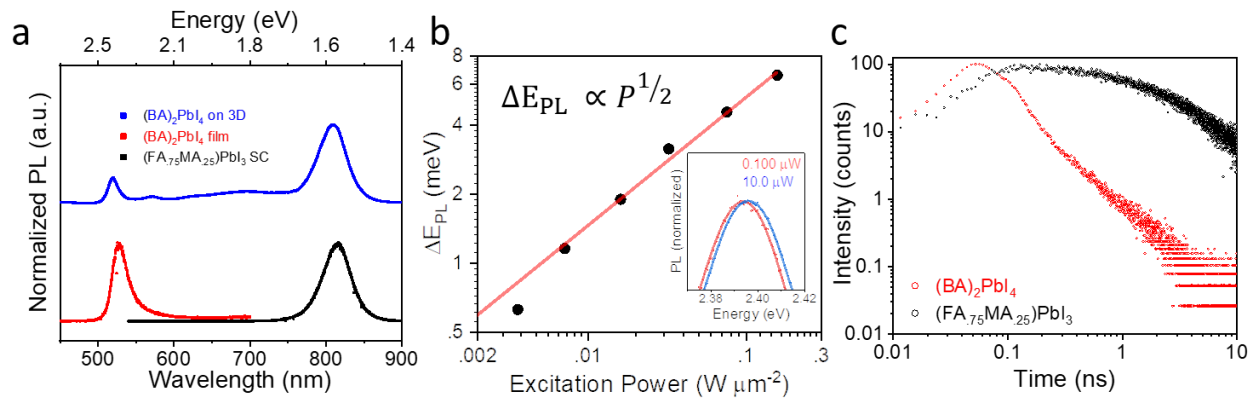 a
Energy (eV)
2.4 2.1 1.8 1.6 1.4
Normalized PL (a.u.)
(BA)₂PbI₄ on 3D
(BA)₂PbI₄ film
(FA.₇₅MA.₂₅)PbI₃ SC
500 600 700 800 900
Wavelength (nm)
b
ΔE_PL ∝ P^1/2
ΔE_PL (meV)
8
6
4
2
1
.5
.002 .01 .1 .3
Excitation Power (W μm⁻²)
0.100 μW
10.0 μW
PL (normalized)
2.38 2.40 2.42
Energy (eV)
c
Intensity (counts)
100
10
1
0.1
0.01
(BA)₂PbI₄
(FA.₇₅MA.₂₅)PbI₃
0.01 0.1 1 10
Time (ns)